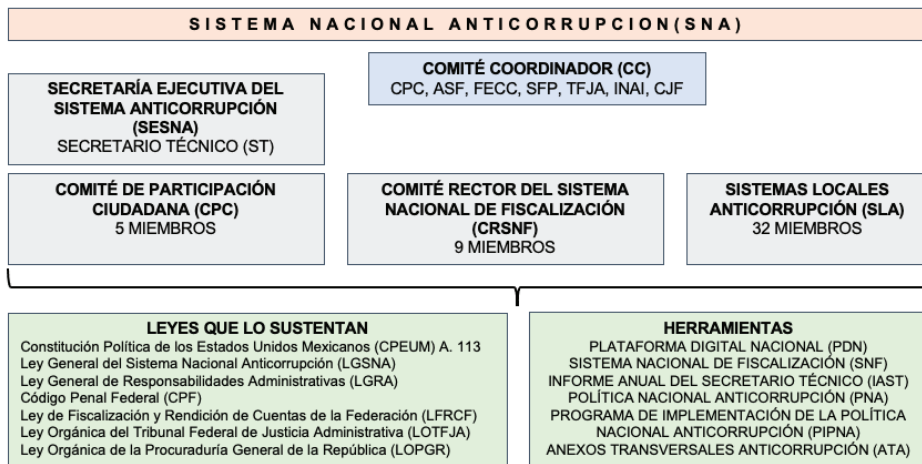 SISTEMA NACIONAL ANTICORRUPCION(SNA)
COMITÉ COORDINADOR (CC)
CPC, ASF, FECC, SFP, TFJA, INAI, CJF
SECRETARÍA EJECUTIVA DEL
SISTEMA ANTICORRUPCIÓN
(SESNA)
SECRETARIO TÉCNICO (ST)
COMITÉ DE PARTICIPACIÓN
CIUDADANA (CPC)
5 MIEMBROS
COMITÉ RECTOR DEL SISTEMA
NACIONAL DE FISCALIZACIÓN
(CRSNF)
9 MIEMBROS
SISTEMAS LOCALES
ANTICORRUPCIÓN (SLA)
32 MIEMBROS
LEYES QUE LO SUSTENTAN
Constitución Política de los Estados Unidos Mexicanos (CPEUM) A. 113
Ley General del Sistema Nacional Anticorrupción (LGSNA)
Ley General de Responsabilidades Administrativas (LGRA)
Código Penal Federal (CPF)
Ley de Fiscalización y Rendición de Cuentas de la Federación (LFRCF)
Ley Orgánica del Tribunal Federal de Justicia Administrativa (LOTFJA)
Ley Orgánica de la Procuraduría General de la República (LOPGR)
HERRAMIENTAS
PLATAFORMA DIGITAL NACIONAL (PDN)
SISTEMA NACIONAL DE FISCALIZACIÓN (SNF)
INFORME ANUAL DEL SECRETARIO TÉCNICO (IAST)
POLÍTICA NACIONAL ANTICORRUPCIÓN (PNA)
PROGRAMA DE IMPLEMENTACIÓN DE LA POLÍTICA
NACIONAL ANTICORRUPCIÓN (PIPNA)
ANEXOS TRANSVERSALES ANTICORRUPCIÓN (ATA)